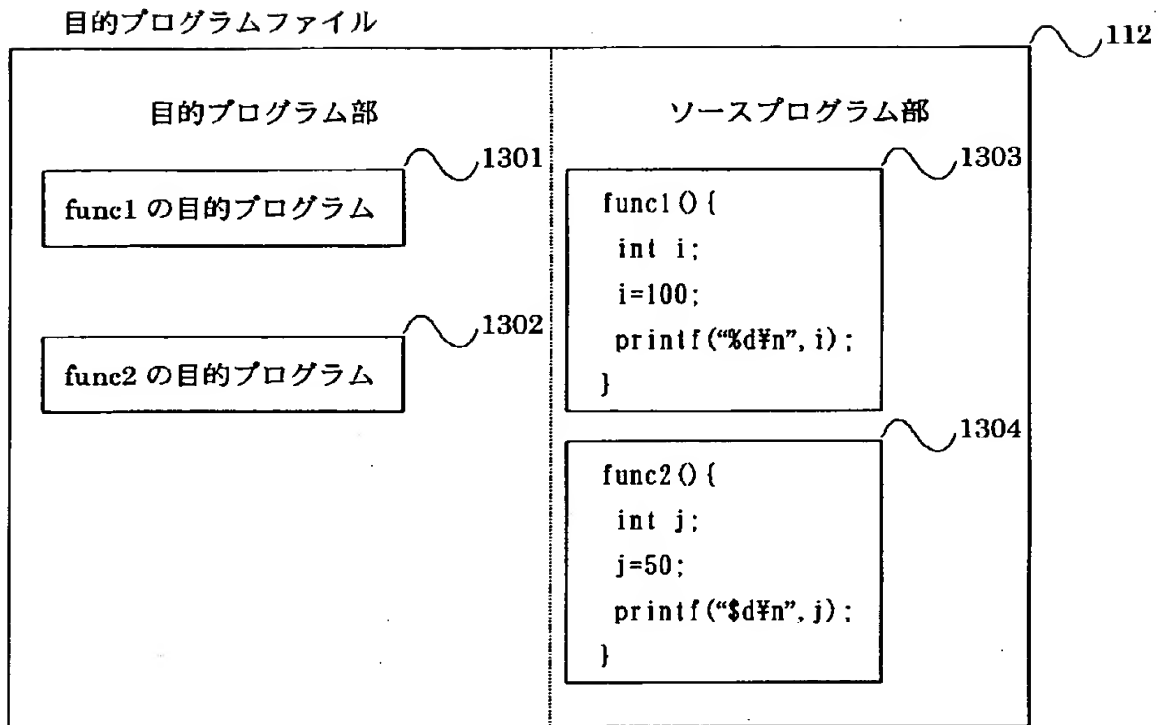 目的プログラムファイル
112
目的プログラム部
1301
func1 の目的プログラム
1302
func2 の目的プログラム
ソースプログラム部
1303
func1(){
int i;
i=100;
printf("%d¥n", i);
}
1304
func2(){
int j;
j=50;
printf("$d¥n", j);
}